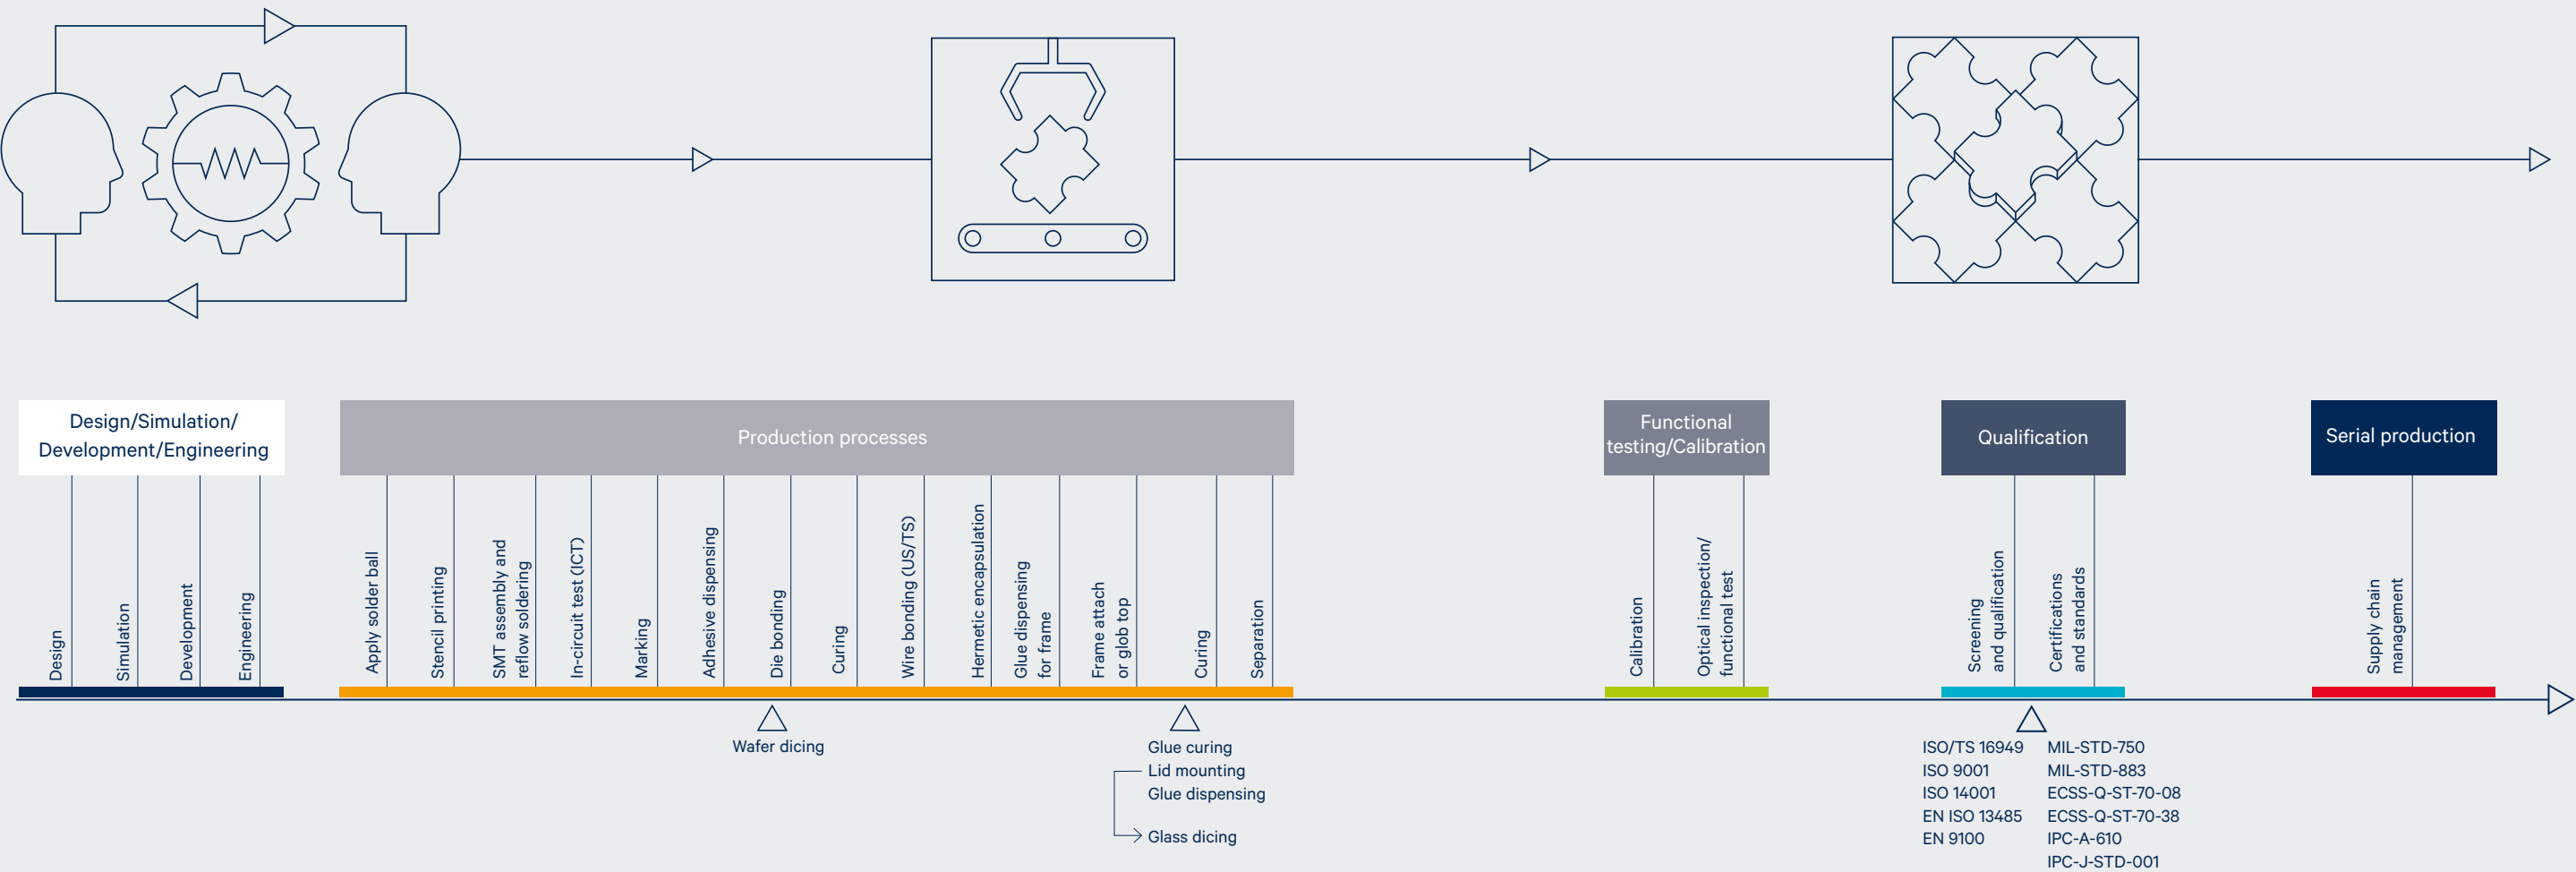 Design/Simulation/
Development/Engineering
Production processes
Functional
testing/Calibration
Qualification
Serial production
Design
Simulation
Development
Engineering
Apply solder ball
Stencil printing
SMT assembly and
reflow soldering
In-circuit test (ICT)
Marking
Adhesive dispensing
Die bonding
Curing
Wire bonding (US/TS)
Hermetic encapsulation
Glue dispensing
for frame
Frame attach
or glob top
Curing
Separation
Calibration
Optical inspection/
functional test
Screening
and qualification
Certifications
and standards
Supply chain
management
Wafer dicing
Glue curing
Lid mounting
Glue dispensing
Glass dicing
ISO/TS 16949
ISO 9001
ISO 14001
EN ISO 13485
EN 9100
MIL-STD-750
MIL-STD-883
ECSS-Q-ST-70-08
ECSS-Q-ST-70-38
IPC-A-610
IPC-J-STD-001